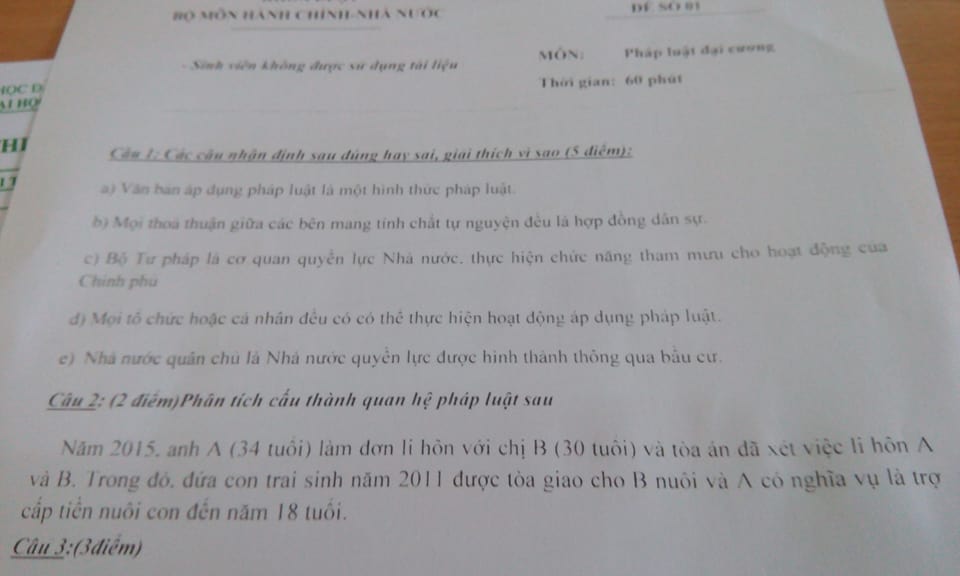 BỘ MÔN HÀNH CHÍNH-NHÀ NƯỚC
ĐỀ SỐ 01
- Sinh viên không được sử dụng tài liệu
MÔN: Pháp luật đại cương
Thời gian: 60 phút
Câu 1: Các câu nhận định sau đúng hay sai, giải thích vì sao (5 điểm):
a) Văn bản áp dụng pháp luật là một hình thức pháp luật.
b) Mọi thoả thuận giữa các bên mang tính chất tự nguyện đều là hợp đồng dân sự.
c) Bộ Tư pháp là cơ quan quyền lực Nhà nước, thực hiện chức năng tham mưu cho hoạt động của
Chính phủ
d) Mọi tổ chức hoặc cá nhân đều có có thể thực hiện hoạt động áp dụng pháp luật.
e) Nhà nước quân chủ là Nhà nước quyền lực được hình thành thông qua bầu cử.
Câu 2: (2 điểm)Phân tích cấu thành quan hệ pháp luật sau
Năm 2015, anh A (34 tuổi) làm đơn li hôn với chị B (30 tuổi) và tòa án đã xét việc li hôn A
và B. Trong đó, đứa con trai sinh năm 2011 được tòa giao cho B nuôi và A có nghĩa vụ là trợ
cấp tiền nuôi con đến năm 18 tuổi.
Câu 3:(3điểm)